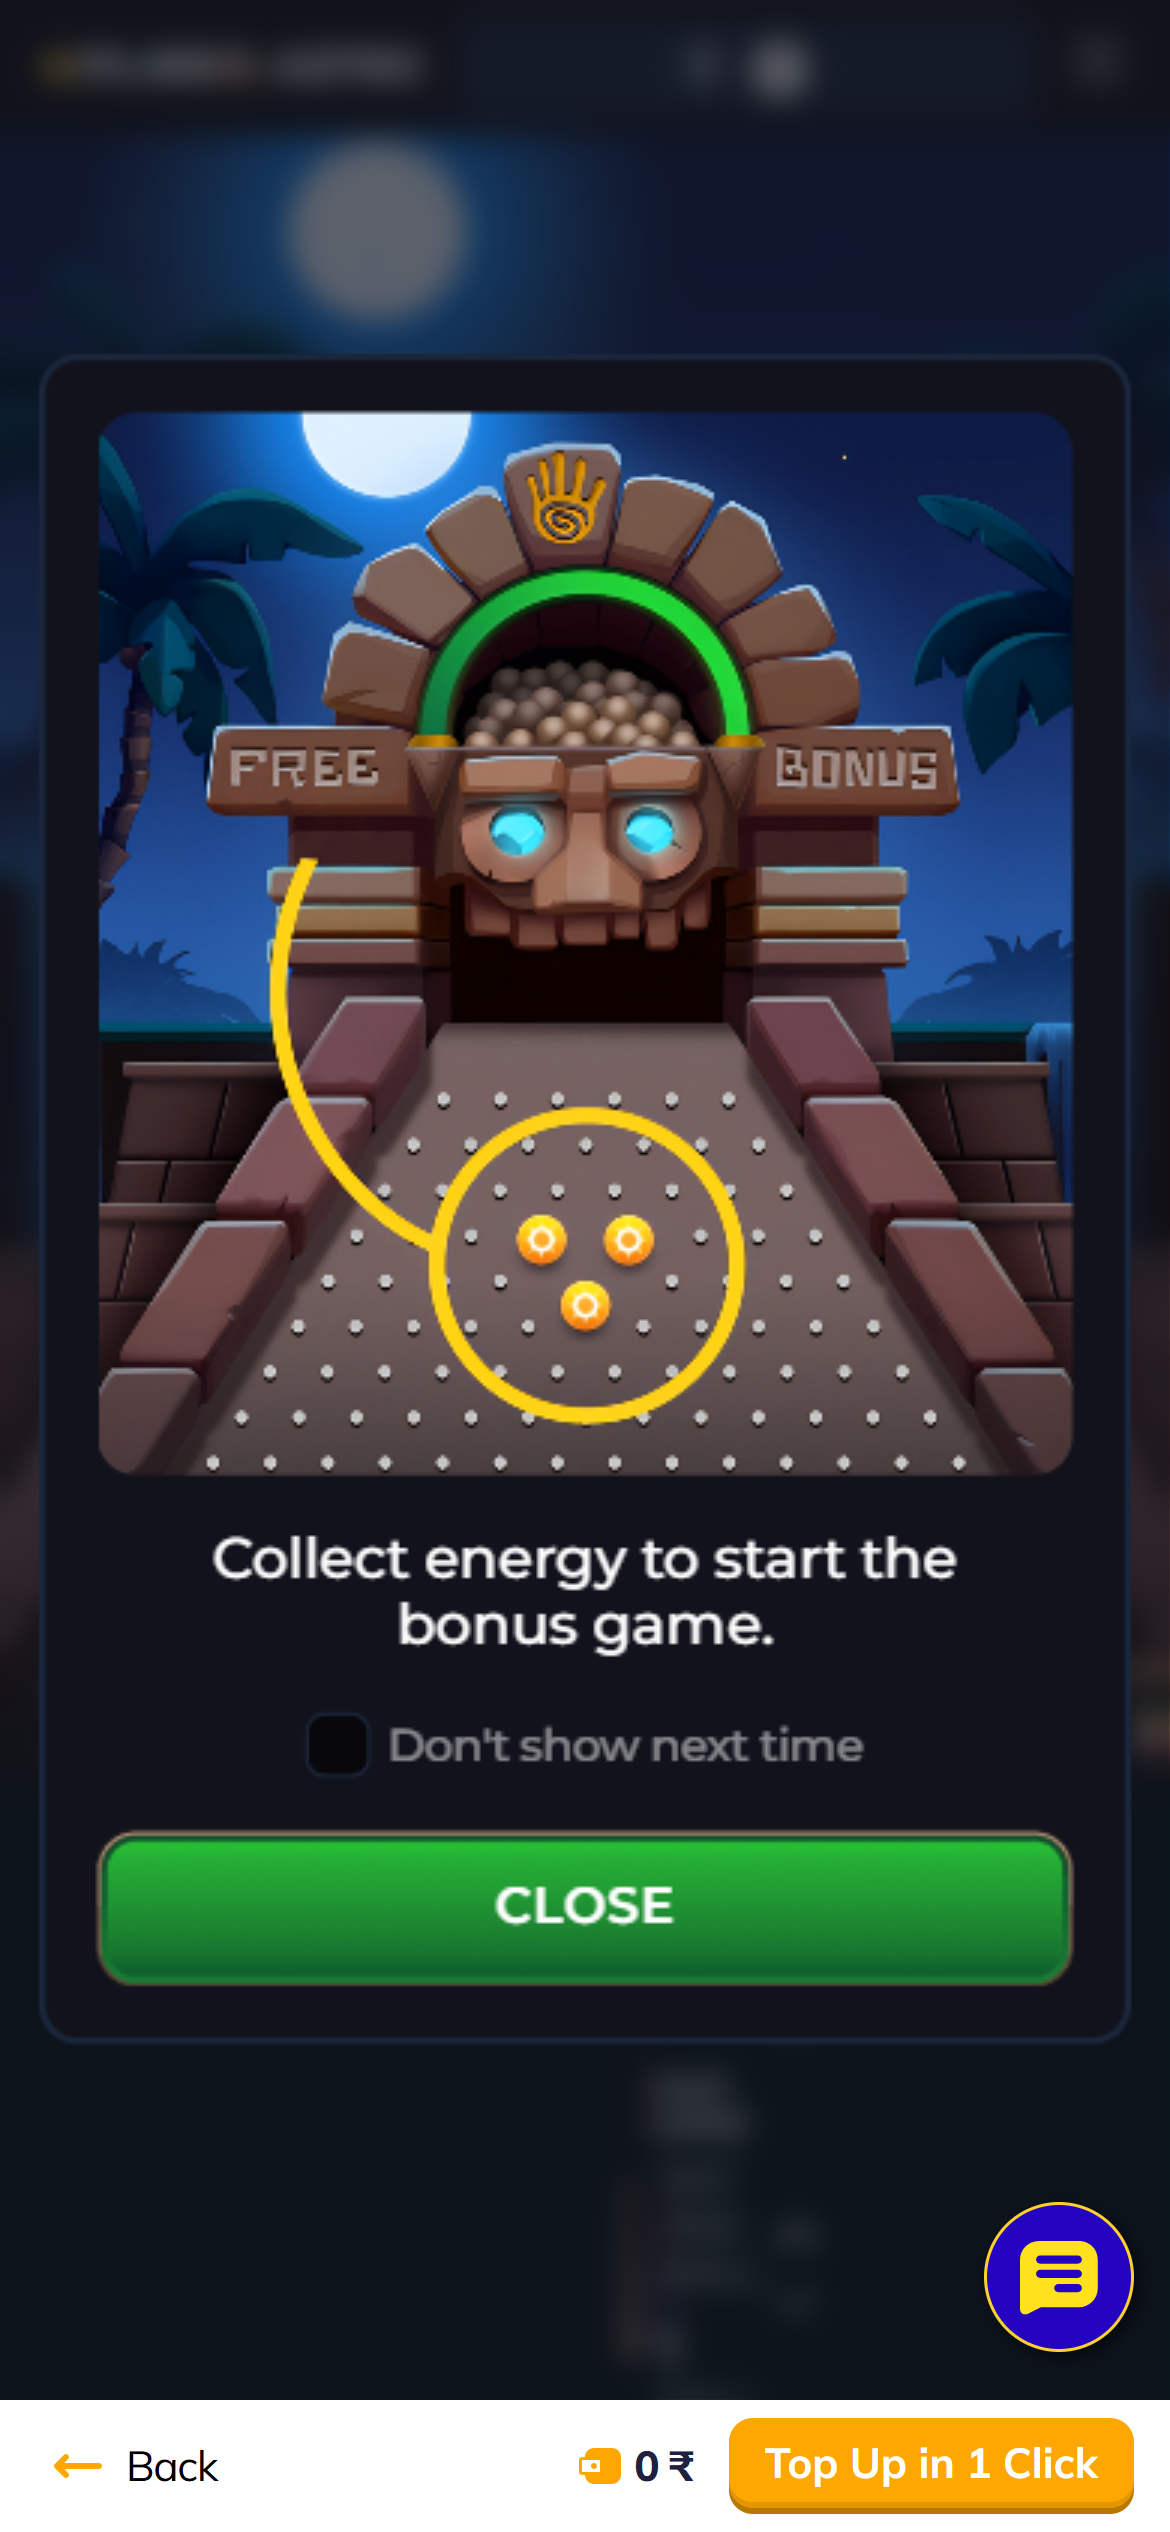 FREE
BONUS
Collect energy to start the
bonus game.
Don't show next time
CLOSE
Back
0 ₹
Top Up in 1 Click